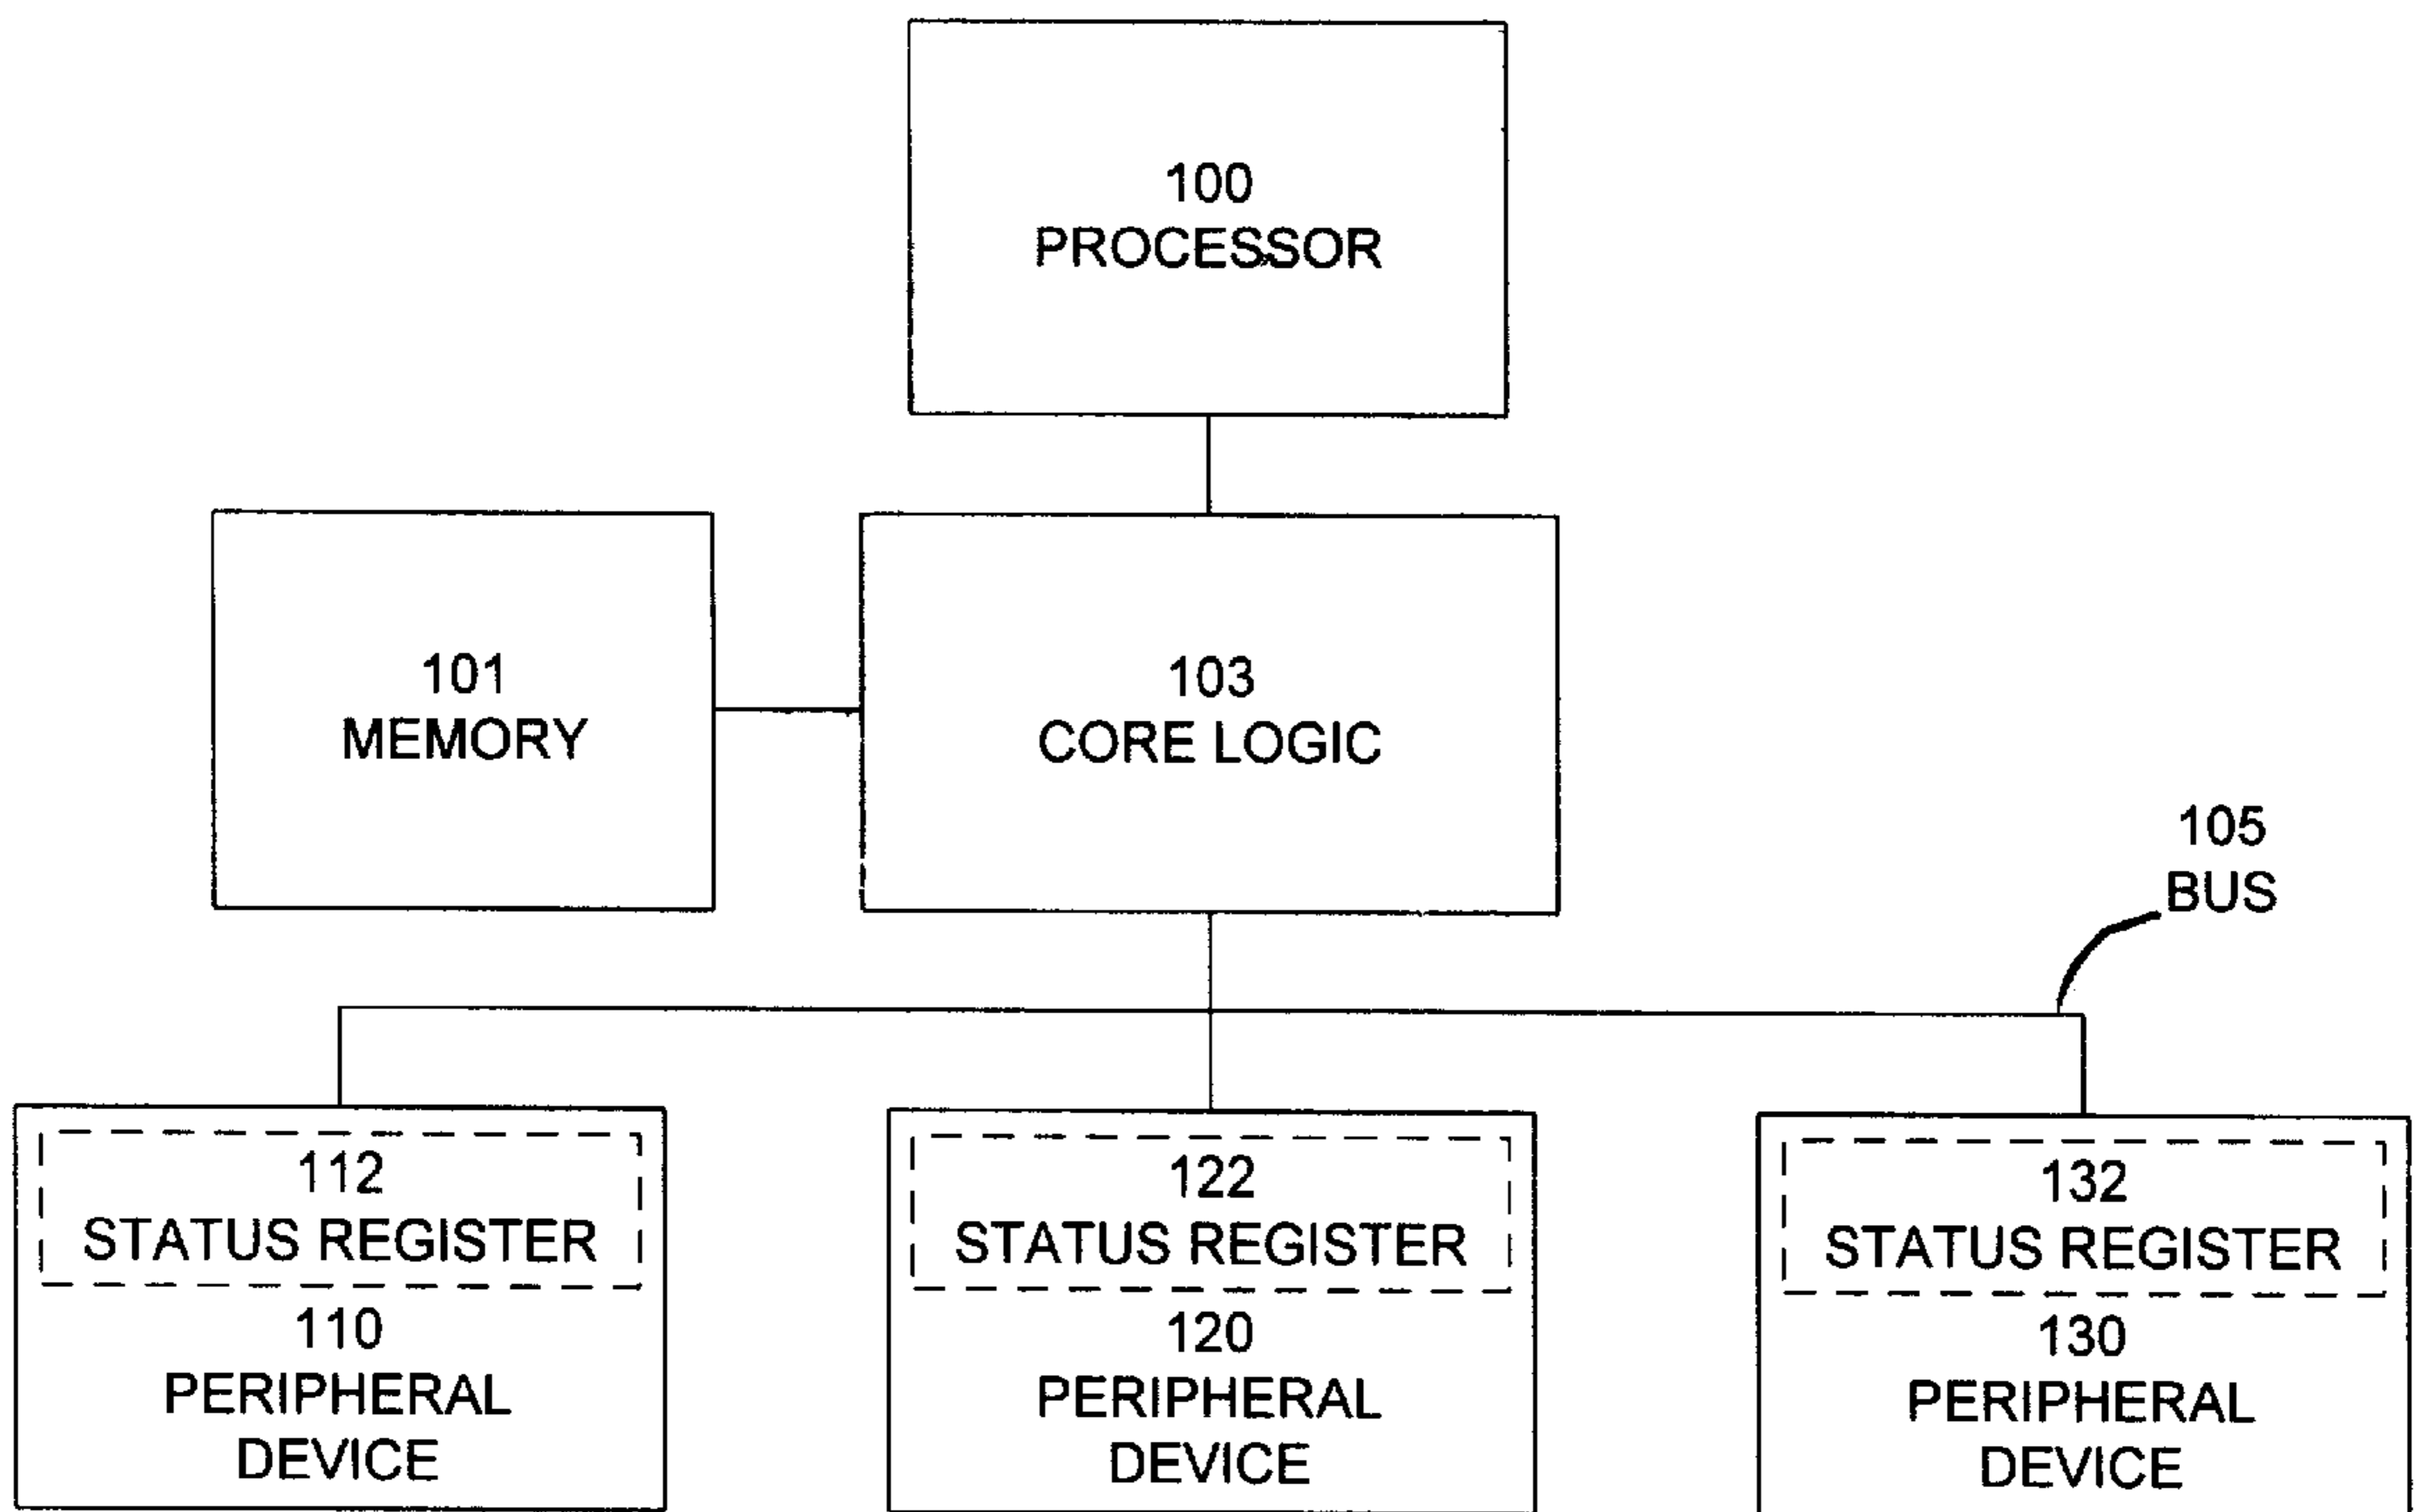 100
PROCESSOR
101
MEMORY
103
CORE LOGIC
105
BUS
112
STATUS REGISTER
110
PERIPHERAL
DEVICE
122
STATUS REGISTER
120
PERIPHERAL
DEVICE
132
STATUS REGISTER
130
PERIPHERAL
DEVICE